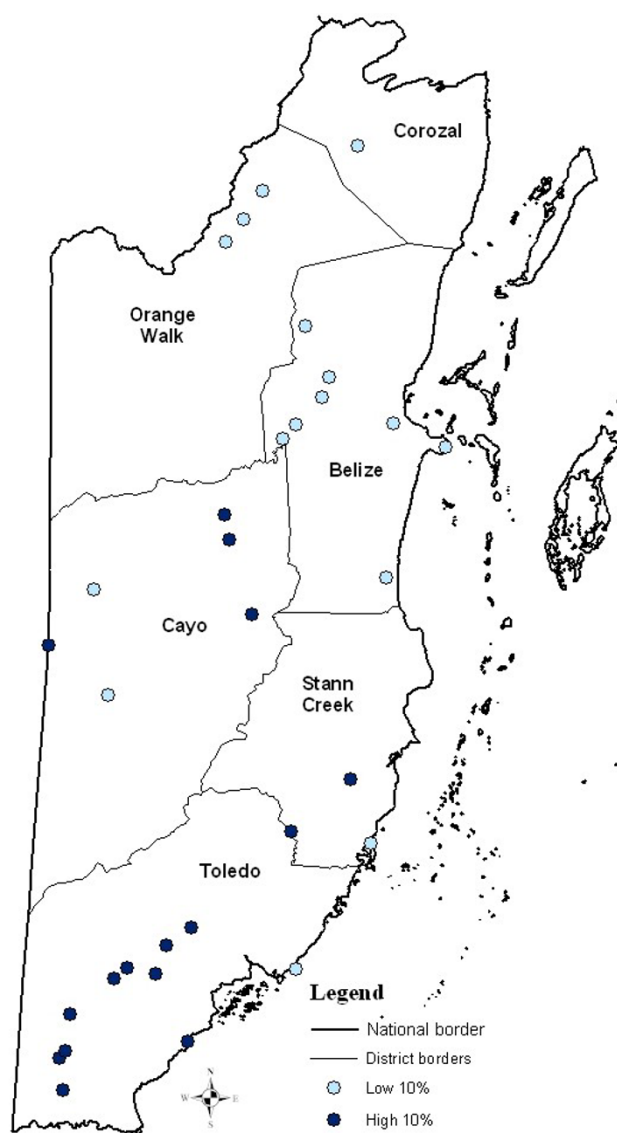 Corozal
Orange
Walk
Belize
Cayo
Stann
Creek
Toledo
Legend
National border
District borders
Low 10%
High 10%
N
W E
S